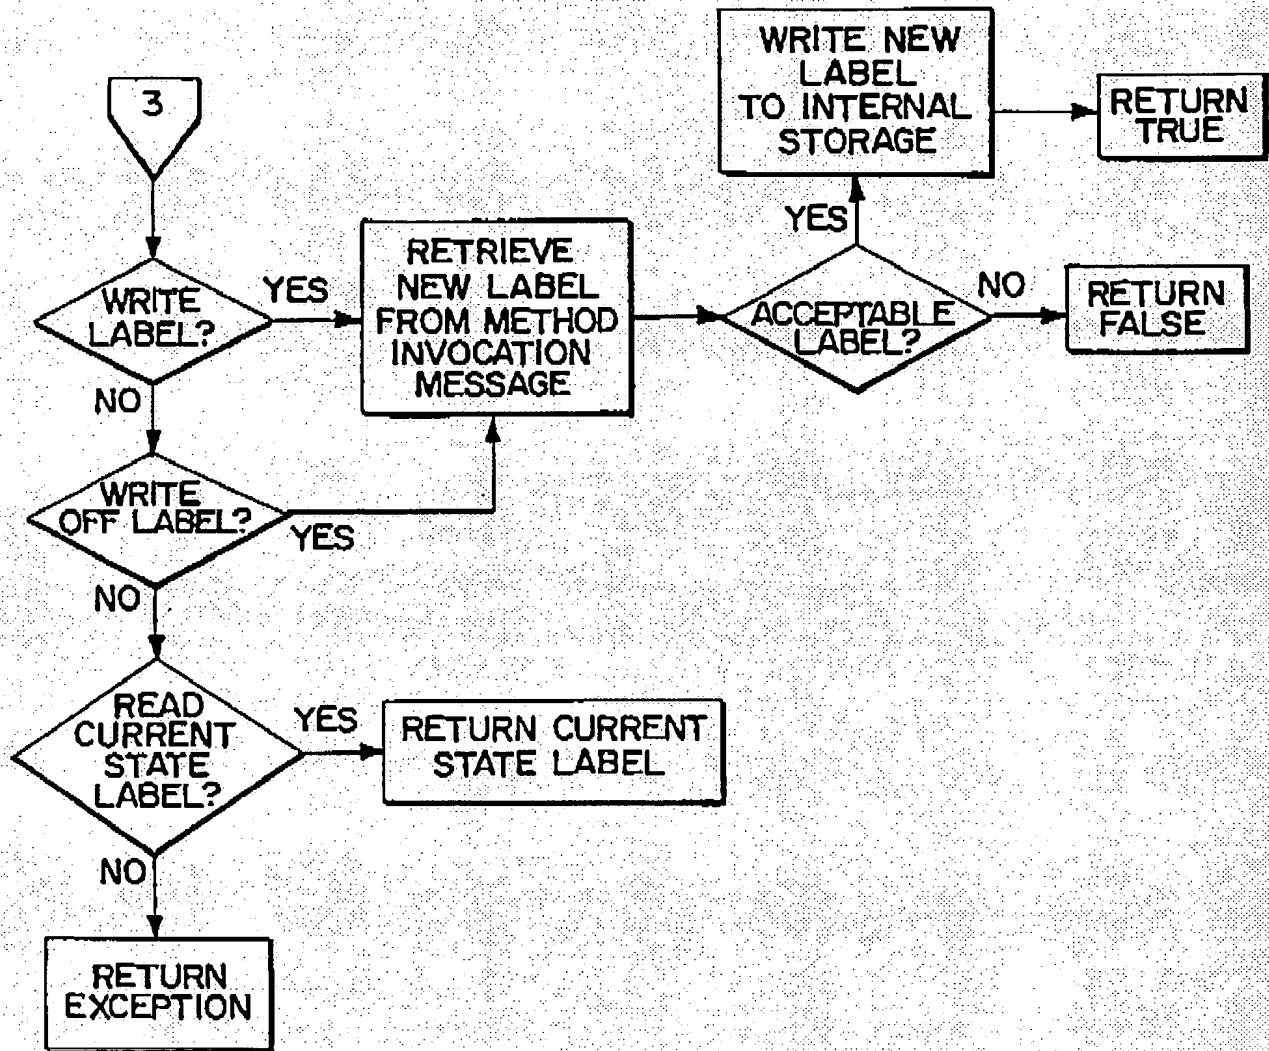 3
WRITE
LABEL?
YES
NO
RETRIEVE
NEW LABEL
FROM METHOD
INVOCATION
MESSAGE
ACCEPTABLE
LABEL?
YES
NO
WRITE NEW
LABEL
TO INTERNAL
STORAGE
RETURN
TRUE
RETURN
FALSE
WRITE
OFF LABEL?
YES
NO
READ
CURRENT
STATE
LABEL?
YES
NO
RETURN CURRENT
STATE LABEL
RETURN
EXCEPTION